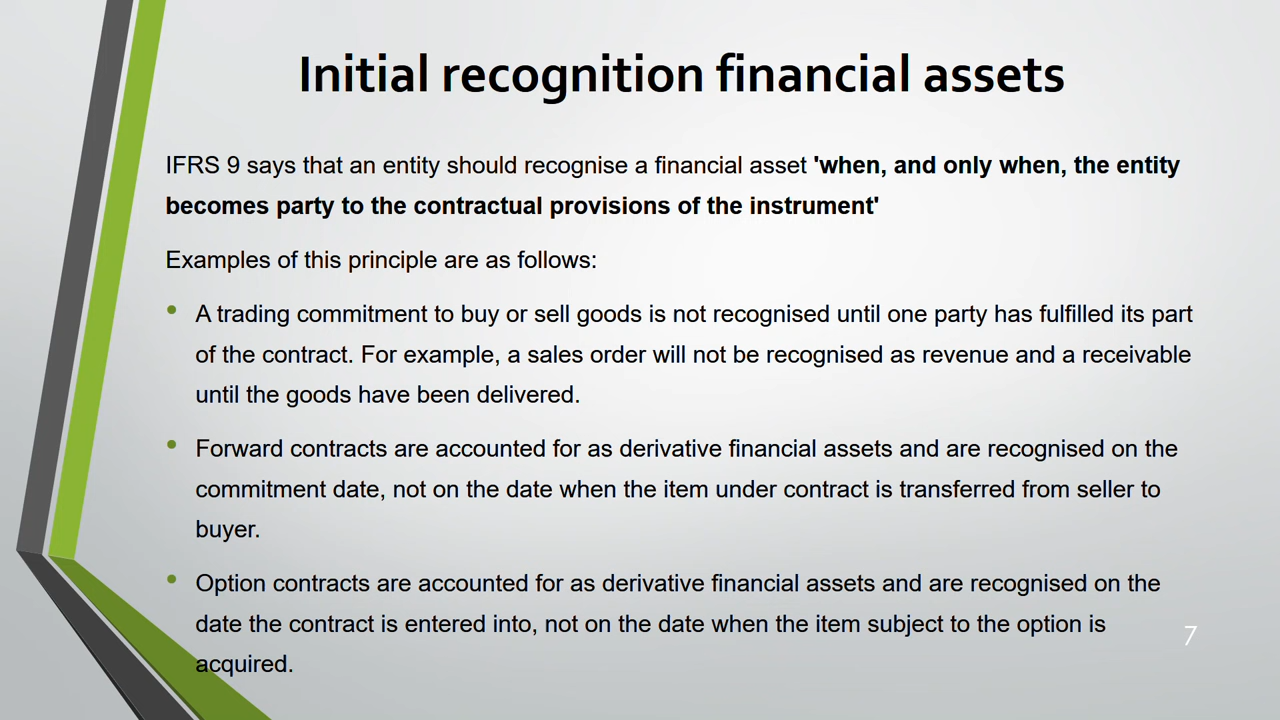 Initial recognition financial assets
IFRS 9 says that an entity should recognise a financial asset 'when, and only when, the entity
becomes party to the contractual provisions of the instrument'
Examples of this principle are as follows:
• A trading commitment to buy or sell goods is not recognised until one party has fulfilled its part
of the contract. For example, a sales order will not be recognised as revenue and a receivable
until the goods have been delivered.
• Forward contracts are accounted for as derivative financial assets and are recognised on the
commitment date, not on the date when the item under contract is transferred from seller to
buyer.
• Option contracts are accounted for as derivative financial assets and are recognised on the
date the contract is entered into, not on the date when the item subject to the option is
acquired.
7